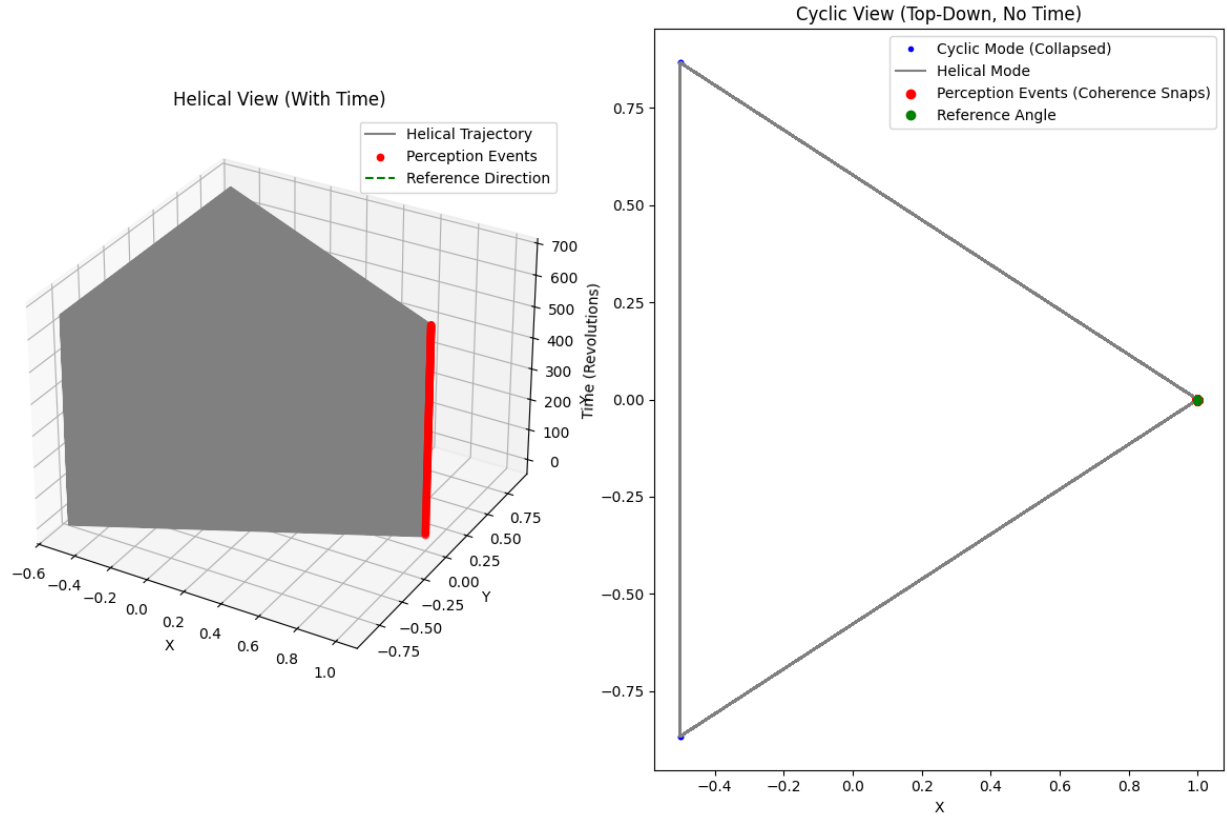 Helical View (With Time)
Helical Trajectory
Perception Events
Reference Direction
700
600
500
400
300
200
100
0
Time (Revolutions)
Y
0.75
0.50
0.25
0.00
−0.25
−0.50
−0.75
Y
−0.6
−0.4
−0.2
0.0
0.2
0.4
0.6
0.8
1.0
X
Cyclic View (Top-Down, No Time)
Cyclic Mode (Collapsed)
Helical Mode
Perception Events (Coherence Snaps)
Reference Angle
0.75
0.50
0.25
0.00
−0.25
−0.50
−0.75
−0.4 −0.2 0.0 0.2 0.4 0.6 0.8 1.0
X